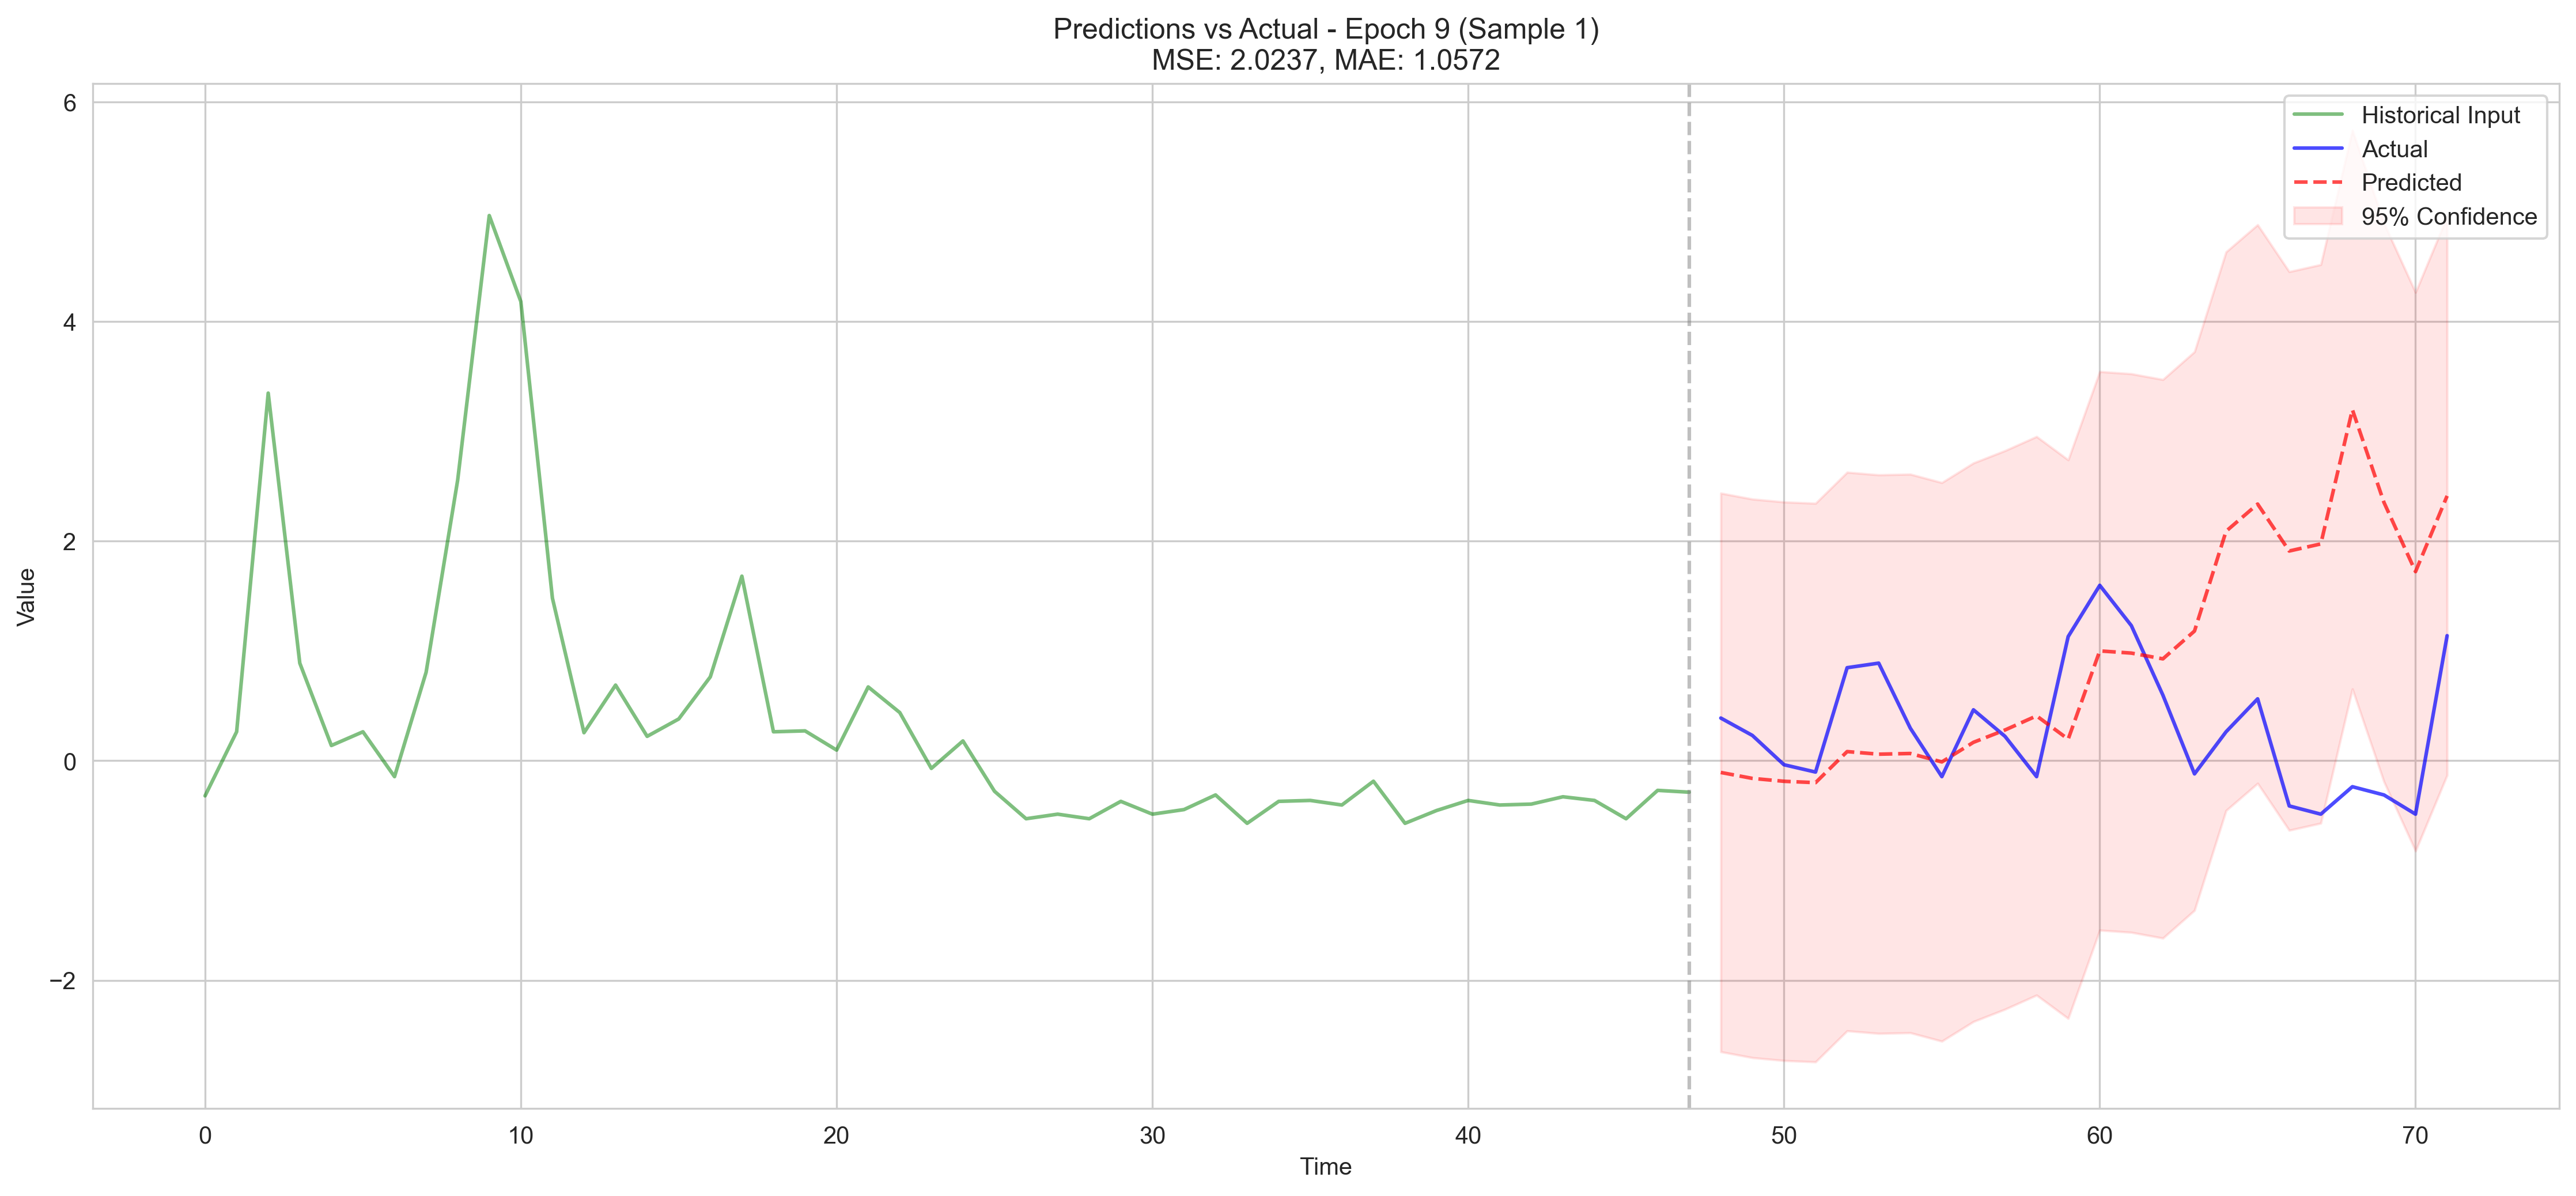 Predictions vs Actual - Epoch 9 (Sample 1)
MSE: 2.0237, MAE: 1.0572
Historical Input
Actual
Predicted
95% Confidence
6
4
2
0
−2
Value
0 10 20 30 40 50 60 70
Time